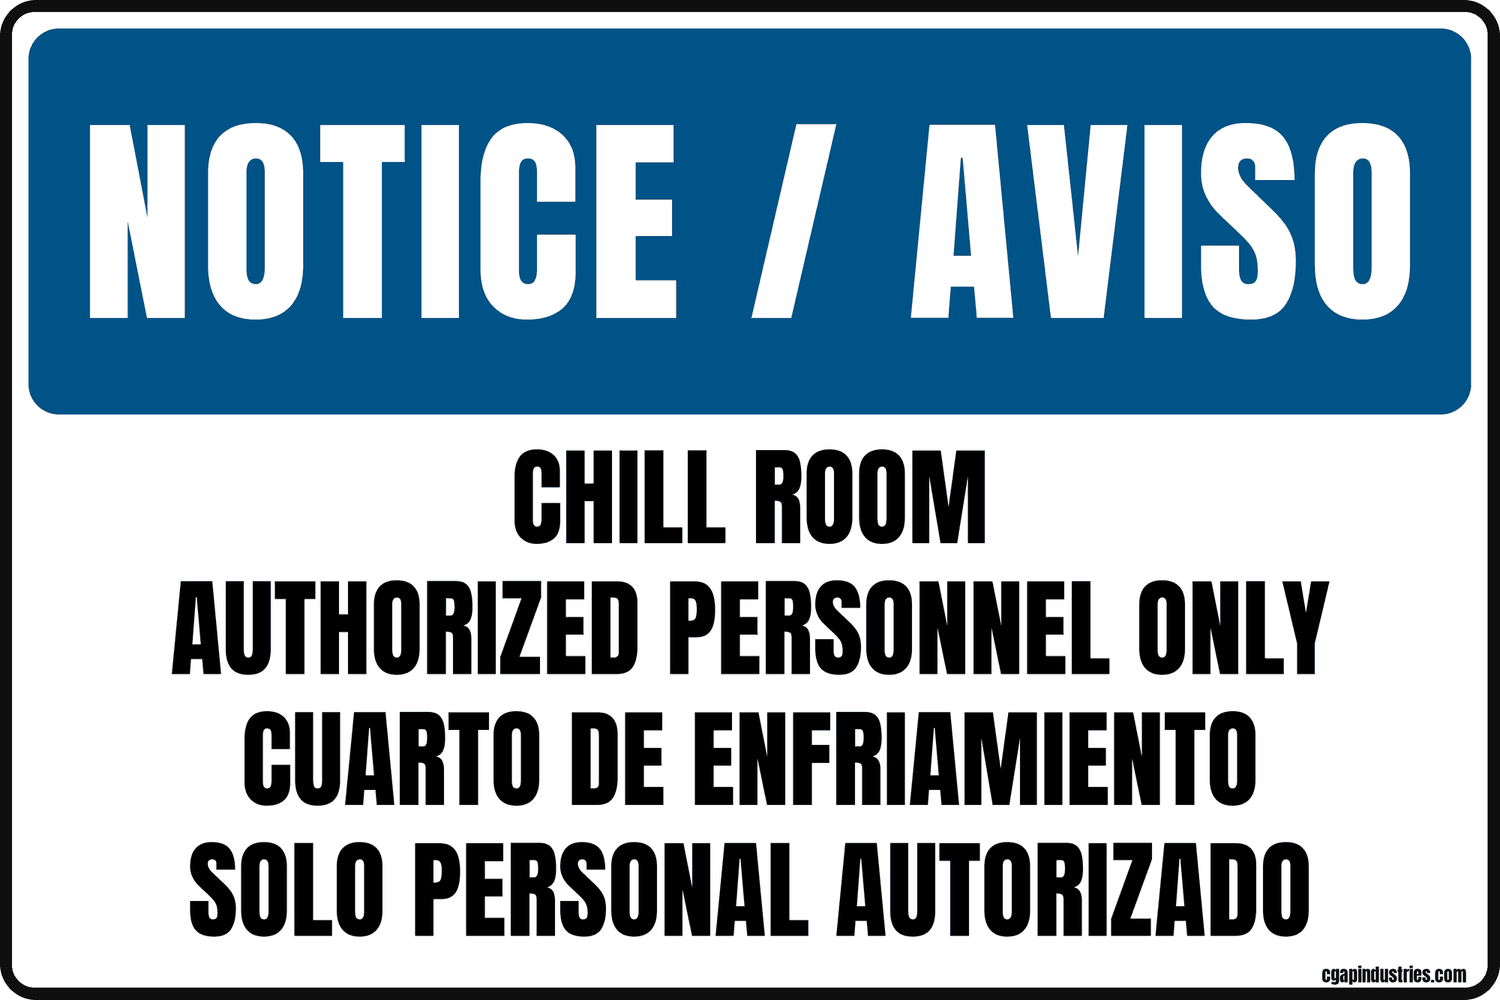 NOTICE / AVISO
CHILL ROOM
AUTHORIZED PERSONNEL ONLY
CUARTO DE ENFRIAMIENTO
SOLO PERSONAL AUTORIZADO
cgapindustries.com